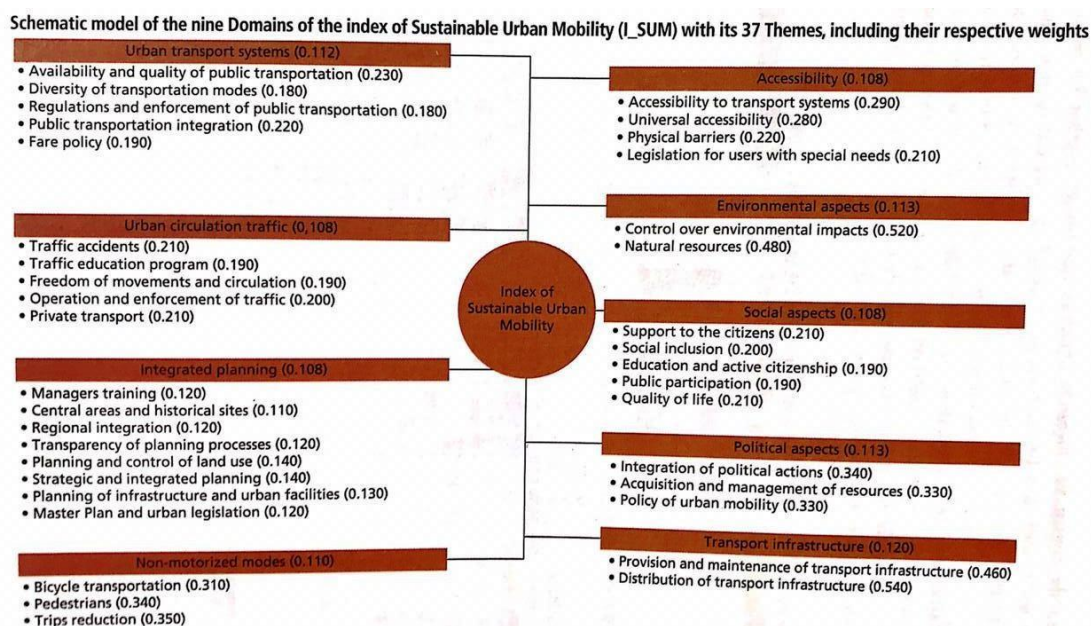 Schematic model of the nine Domains of the index of Sustainable Urban Mobility (I_SUM) with its 37 Themes, including their respective weights
Urban transport systems (0.112)
• Availability and quality of public transportation (0.230)
• Diversity of transportation modes (0.180)
• Regulations and enforcement of public transportation (0.180)
• Public transportation integration (0.220)
• Fare policy (0.190)
Urban circulation traffic (0,108)
• Traffic accidents (0.210)
• Traffic education program (0.190)
• Freedom of movements and circulation (0.190)
• Operation and enforcement of traffic (0.200)
• Private transport (0.210)
Integrated planning (0.108)
• Managers training (0.120)
• Central areas and historical sites (0.110)
• Regional integration (0.120)
• Transparency of planning processes (0.120)
• Planning and control of land use (0.140)
• Strategic and integrated planning (0.140)
• Planning of infrastructure and urban facilities (0.130)
• Master Plan and urban legislation (0.120)
Non-motorized modes (0.110)
• Bicycle transportation (0.310)
• Pedestrians (0.340)
• Trips reduction (0.350)
Index of
Sustainable Urban
Mobility
Accessibility (0.108)
• Accessibility to transport systems (0.290)
• Universal accessibility (0.280)
• Physical barriers (0.220)
• Legislation for users with special needs (0.210)
Environmental aspects (0.113)
• Control over environmental impacts (0.520)
• Natural resources (0.480)
Social aspects (0.108)
• Support to the citizens (0.210)
• Social inclusion (0.200)
• Education and active citizenship (0.190)
• Public participation (0.190)
• Quality of life (0.210)
Political aspects (0.113)
• Integration of political actions (0.340)
• Acquisition and management of resources (0.330)
• Policy of urban mobility (0.330)
Transport infrastructure (0.120)
• Provision and maintenance of transport infrastructure (0.460)
• Distribution of transport infrastructure (0.540)